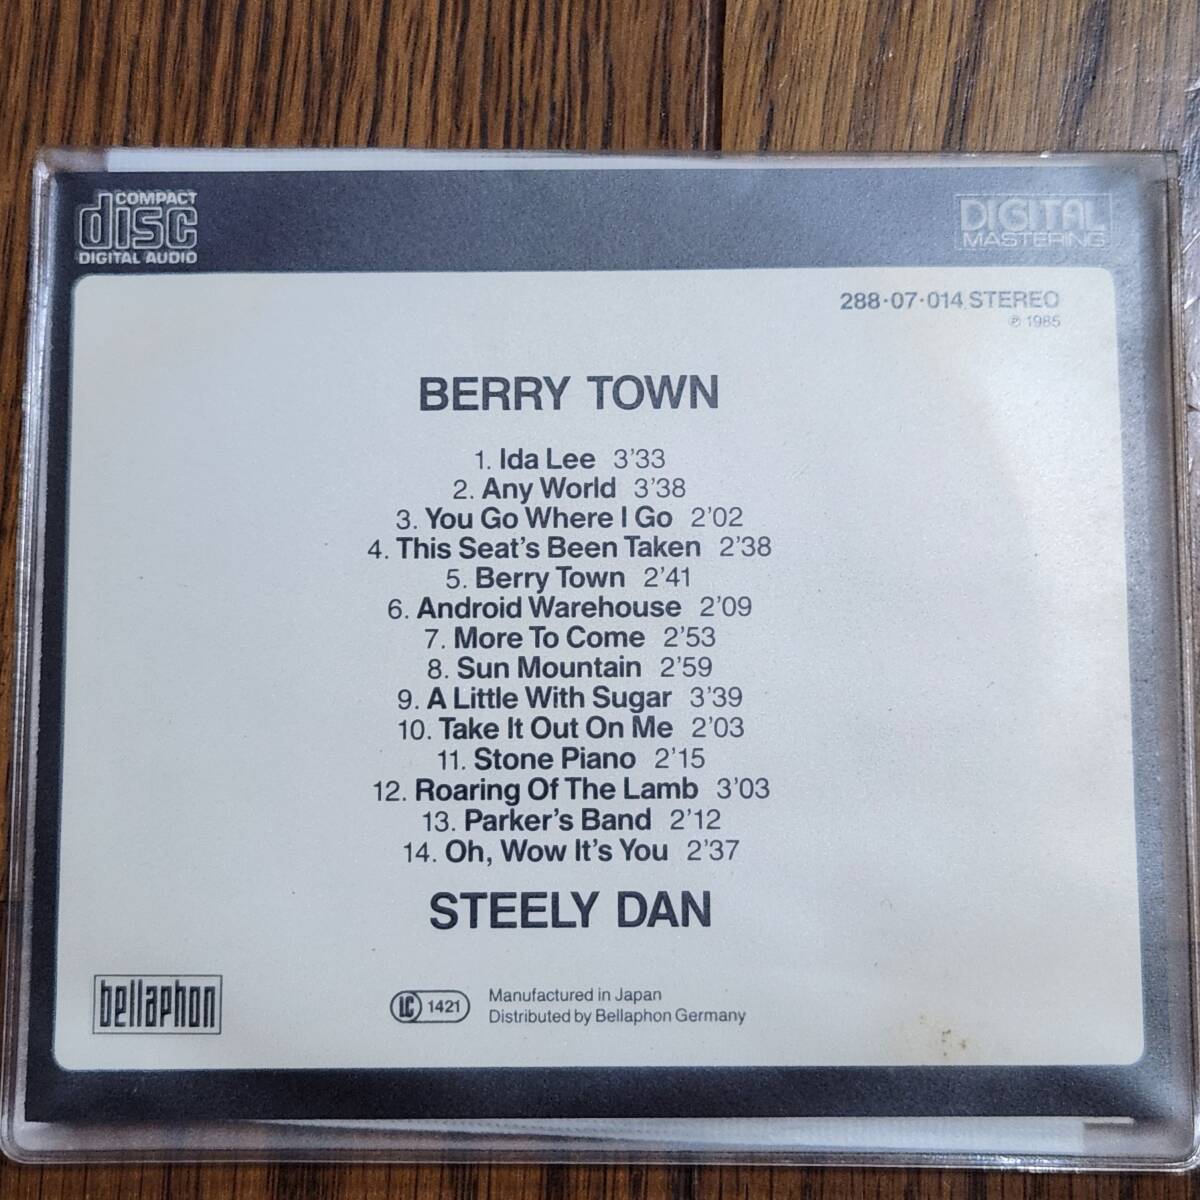 COMPACT
disc
DIGITAL AUDIO
DIGITAL
MASTERING
288·07·014 STEREO
℗ 1985
BERRY TOWN
1. Ida Lee 3'33
2. Any World 3'38
3. You Go Where I Go 2'02
4. This Seat's Been Taken 2'38
5. Berry Town 2'41
6. Android Warehouse 2'09
7. More To Come 2'53
8. Sun Mountain 2'59
9. A Little With Sugar 3'39
10. Take It Out On Me 2'03
11. Stone Piano 2'15
12. Roaring Of The Lamb 3'03
13. Parker's Band 2'12
14. Oh, Wow It's You 2'37
STEELY DAN
bellaphon
LC 1421
Manufactured in Japan
Distributed by Bellaphon Germany